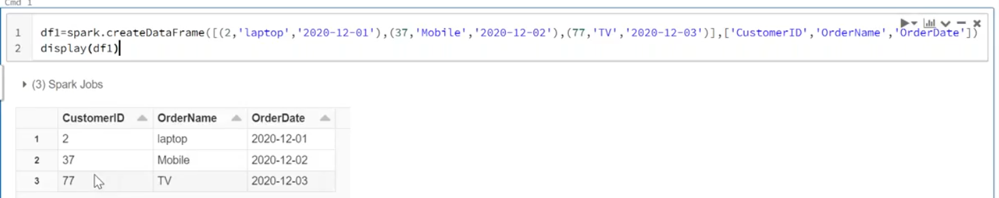 Cmd 1
1 df1=spark.createDataFrame([(2,'laptop','2020-12-01'),(37,'Mobile','2020-12-02'),(77,'TV','2020-12-03')],['CustomerID','OrderName','OrderDate'])
2 display(df1)
(3) Spark Jobs
CustomerID OrderName OrderDate
1 2 laptop 2020-12-01
2 37 Mobile 2020-12-02
3 77 TV 2020-12-03